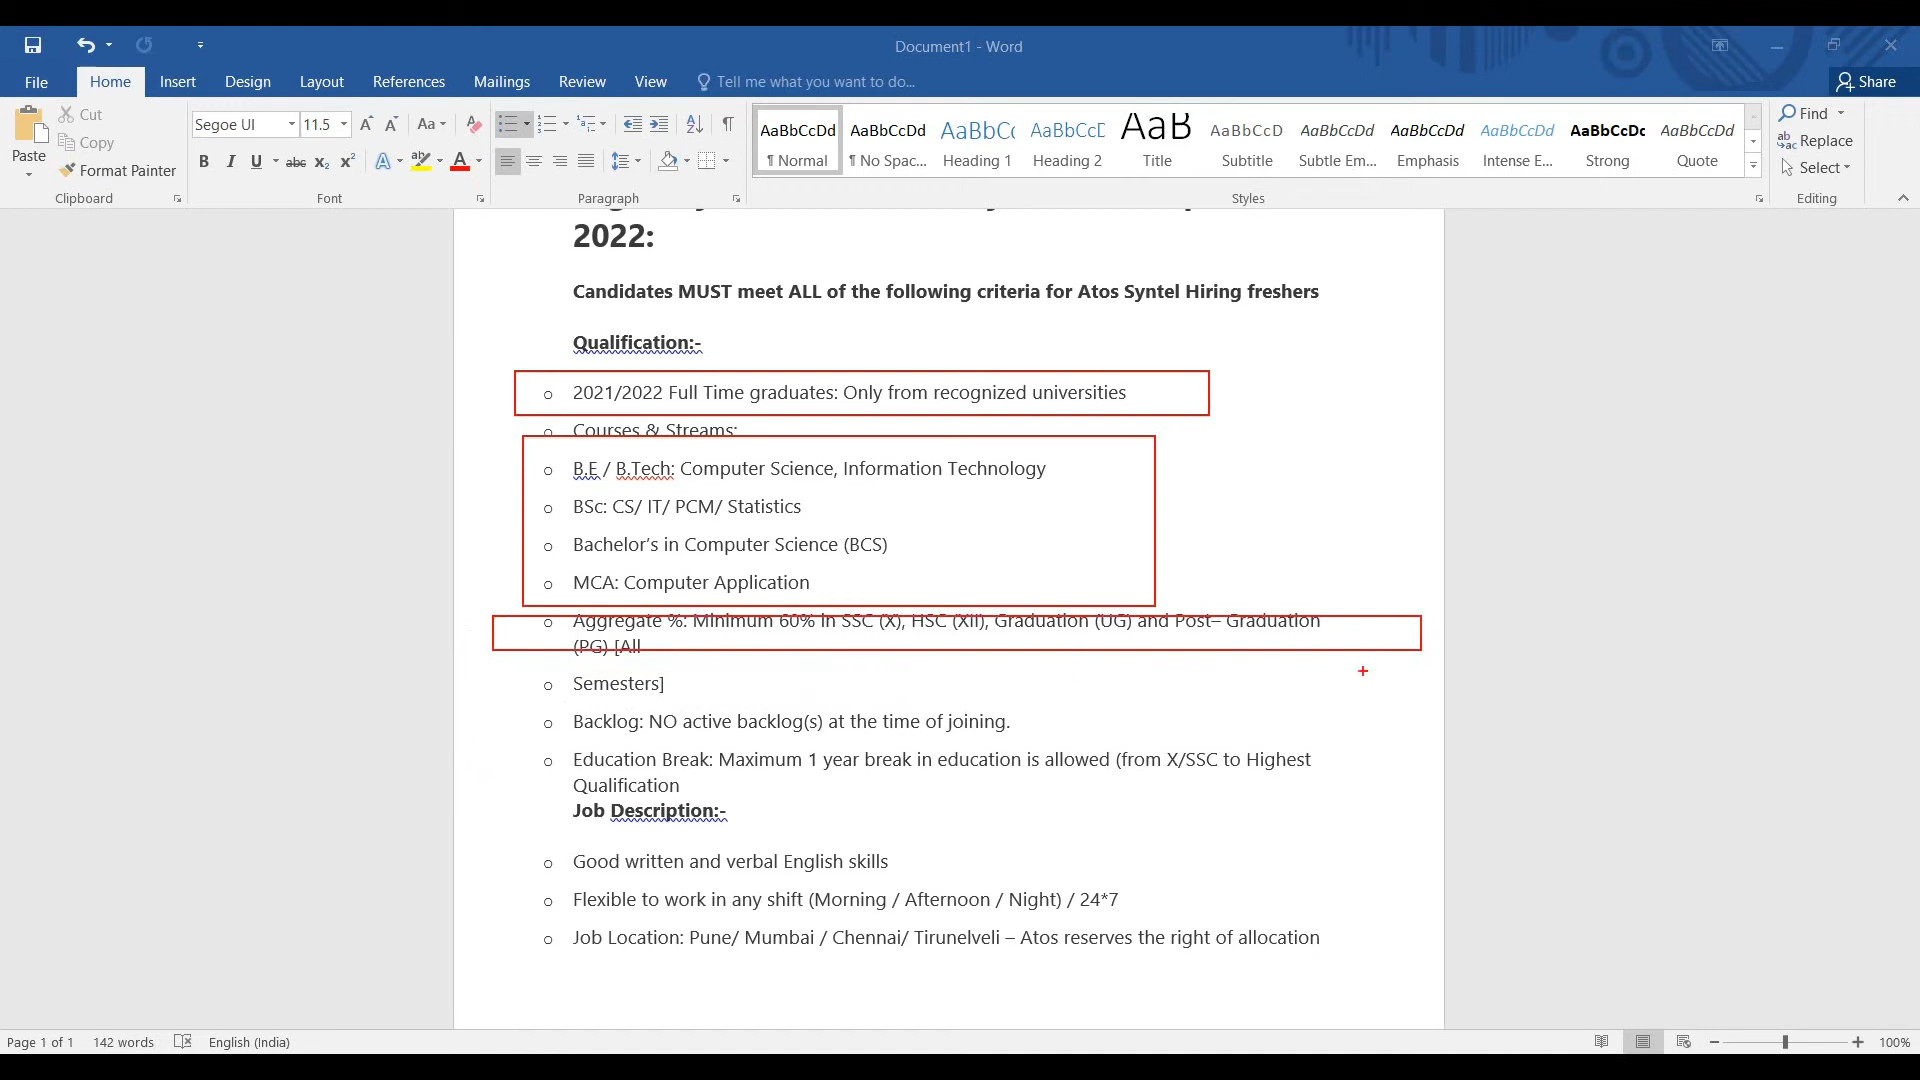 Document1 - Word
File Home Insert Design Layout References Mailings Review View Tell me what you want to do... Share
Paste
Cut
Copy
Format Painter
Clipboard
Segoe UI 11.5
Font
Paragraph
AaBbCcDd AaBbCcDd AaBbCc AaBbCcD AaB AaBbCcD AaBbCcDd AaBbCcDd AaBbCcDd AaBbCcDc AaBbCcDd
¶ Normal ¶ No Spac... Heading 1 Heading 2 Title Subtitle Subtle Em... Emphasis Intense E... Strong Quote
Styles
Find
Replace
Select
Editing
2022:
Candidates MUST meet ALL of the following criteria for Atos Syntel Hiring freshers
Qualification:-
o 2021/2022 Full Time graduates: Only from recognized universities
o Courses & Streams:
o B.E / B.Tech: Computer Science, Information Technology
o BSc: CS/ IT/ PCM/ Statistics
o Bachelor’s in Computer Science (BCS)
o MCA: Computer Application
o Aggregate %: Minimum 60% in SSC (X), HSC (XII), Graduation (UG) and Post– Graduation
(PG) [All
o Semesters]
o Backlog: NO active backlog(s) at the time of joining.
o Education Break: Maximum 1 year break in education is allowed (from X/SSC to Highest
Qualification
Job Description:-
o Good written and verbal English skills
o Flexible to work in any shift (Morning / Afternoon / Night) / 24*7
o Job Location: Pune/ Mumbai / Chennai/ Tirunelveli – Atos reserves the right of allocation
Page 1 of 1 142 words English (India) 100%